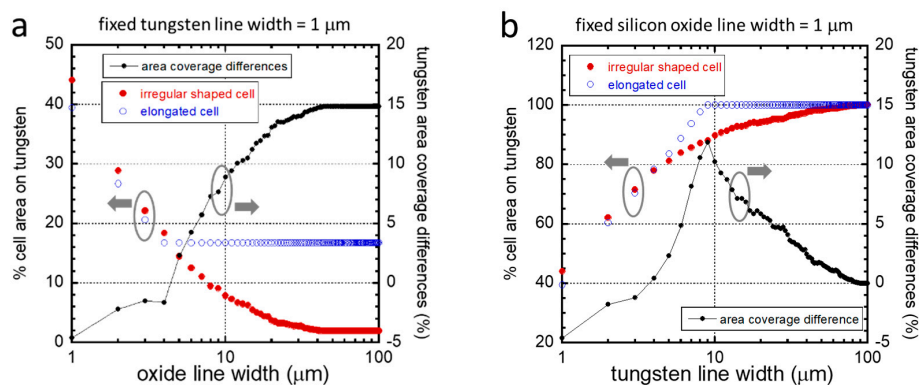 a
fixed tungsten line width = 1 μm
50
40
30
20
10
0
% cell area on tungsten
area coverage differences
irregular shaped cell
elongated cell
20
15
10
5
0
-5
tungsten area coverage differences (%)
1
10
100
oxide line width (μm)
b
fixed silicon oxide line width = 1 μm
120
100
80
60
40
20
% cell area on tungsten
irregular shaped cell
elongated cell
area coverage difference
20
15
10
5
0
-5
tungsten area coverage differences (%)
1
10
100
tungsten line width (μm)